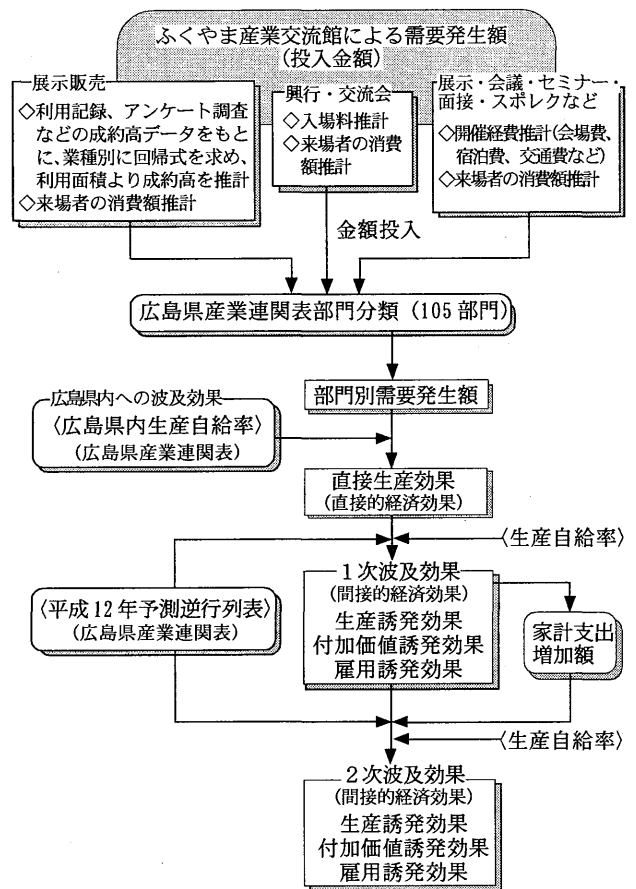 ふくやま産業交流館による需要発生額
(投入金額)
展示販売
◇利用記録、アンケート調査
などの成約高データをもと
に、業種別に回帰式を求め、
利用面積より成約高を推計
◇来場者の消費額推計
興行・交流会
◇入場料推計
◇来場者の消費
額推計
展示・会議・セミナー・
面接・スポレクなど
◇開催経費推計(会場費、
宿泊費、交通費など)
◇来場者の消費額推計
金額投入
広島県産業連関表部門分類(105部門)
部門別需要発生額
広島県内への波及効果
〈広島県内生産自給率〉
(広島県産業連関表)
直接生産効果
(直接的経済効果)
〈生産自給率〉
1次波及効果
(間接的経済効果)
生産誘発効果
付加価値誘発効果
雇用誘発効果
〈平成12年予測逆行列表〉
(広島県産業連関表)
家計支出
増加額
〈生産自給率〉
2次波及効果
(間接的経済効果)
生産誘発効果
付加価値誘発効果
雇用誘発効果